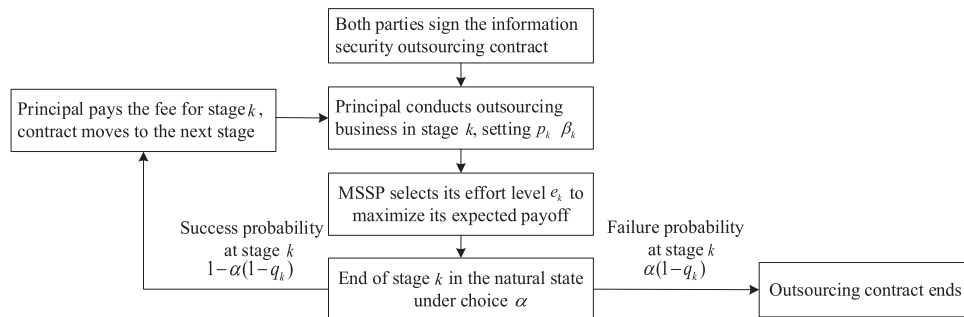 Both parties sign the information
security outsourcing contract
Principal pays the fee for stage k,
contract moves to the next stage
Principal conducts outsourcing
business in stage k, setting p_k β_k
MSSP selects its effort level e_k to
maximize its expected payoff
Success probability
at stage k
1−α(1−q_k)
Failure probability
at stage k
α(1−q_k)
End of stage k in the natural state
under choice α
Outsourcing contract ends